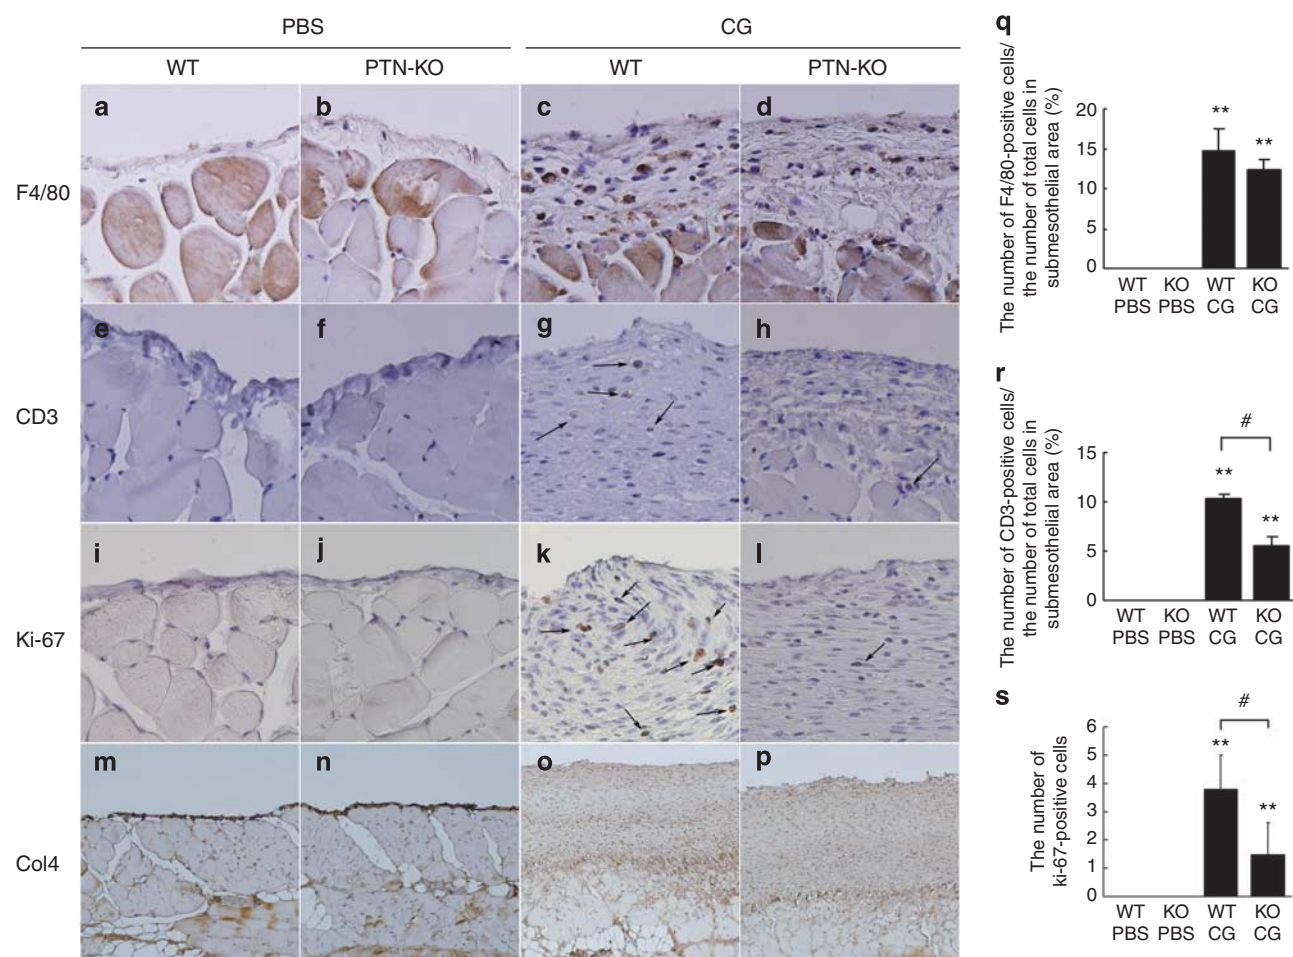 PBS CG
WT PTN-KO WT PTN-KO
F4/80
a b c d
CD3
e f g h
Ki-67
i j k l
Col4
m n o p
q
The number of F4/80-positive cells/
the number of total cells in
submesothelial area (%)
20
15
10
5
0
** **
WT KO WT KO
PBS PBS CG CG
r
The number of CD3-positive cells/
the number of total cells in
submesothelial area (%)
15
10
5
0
#
** **
WT KO WT KO
PBS PBS CG CG
s
The number of
ki-67-positive cells
6
5
4
3
2
1
0
#
** **
WT KO WT KO
PBS PBS CG CG